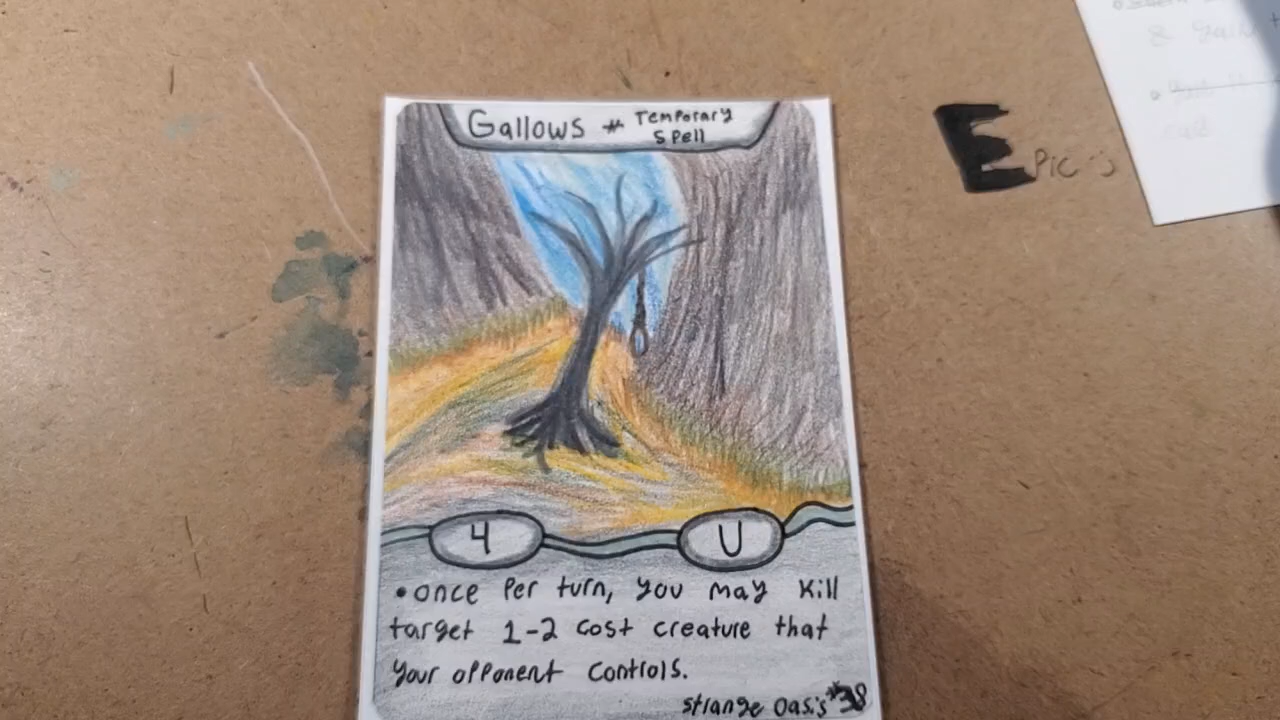 Gallows * Temporary
Spell
Epic's
4
U
• once Per turn, you may kill
target 1-2 cost creature that
your opponent controls.
strange Oasis #38